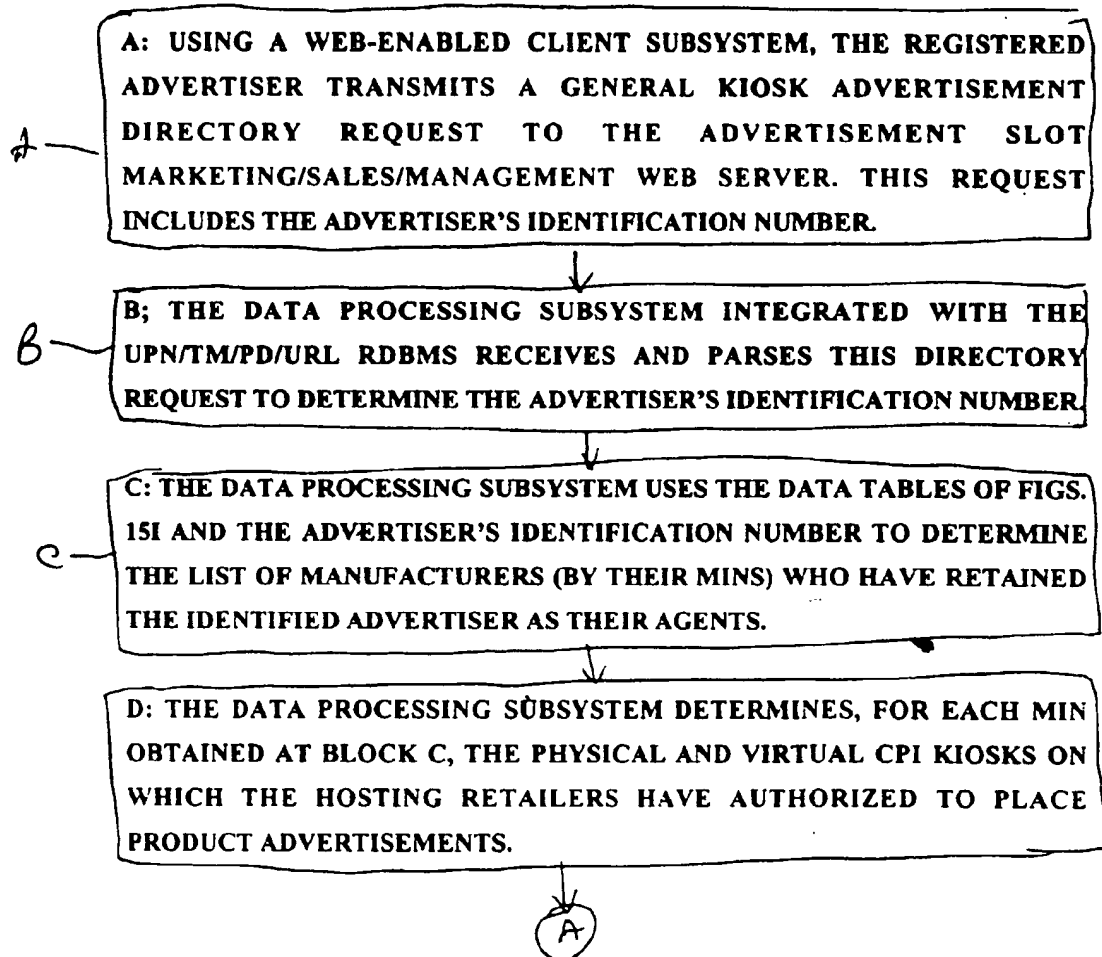 A: USING A WEB-ENABLED CLIENT SUBSYSTEM, THE REGISTERED
ADVERTISER TRANSMITS A GENERAL KIOSK ADVERTISEMENT
DIRECTORY REQUEST TO THE ADVERTISEMENT SLOT
MARKETING/SALES/MANAGEMENT WEB SERVER. THIS REQUEST
INCLUDES THE ADVERTISER'S IDENTIFICATION NUMBER.
B
B; THE DATA PROCESSING SUBSYSTEM INTEGRATED WITH THE
UPN/TM/PD/URL RDBMS RECEIVES AND PARSES THIS DIRECTORY
REQUEST TO DETERMINE THE ADVERTISER'S IDENTIFICATION NUMBER.
C
C: THE DATA PROCESSING SUBSYSTEM USES THE DATA TABLES OF FIGS.
15I AND THE ADVERTISER'S IDENTIFICATION NUMBER TO DETERMINE
THE LIST OF MANUFACTURERS (BY THEIR MINS) WHO HAVE RETAINED
THE IDENTIFIED ADVERTISER AS THEIR AGENTS.
D: THE DATA PROCESSING SUBSYSTEM DETERMINES, FOR EACH MIN
OBTAINED AT BLOCK C, THE PHYSICAL AND VIRTUAL CPI KIOSKS ON
WHICH THE HOSTING RETAILERS HAVE AUTHORIZED TO PLACE
PRODUCT ADVERTISEMENTS.
A